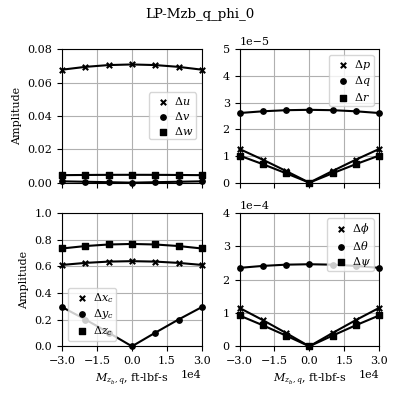 LP-Mzb_q_phi_0
1e−5
0.08
0.06
0.04
0.02
0.00
Amplitude
Δu
Δv
Δw
5
4
3
2
1
0
Δp
Δq
Δr
1e−4
1.0
0.8
0.6
0.4
0.2
0.0
Amplitude
Δx_c
Δy_c
Δz_c
4
3
2
1
0
Δϕ
Δθ
Δψ
−3.0 −1.5 0.0 1.5 3.0
M_{z_b,q}, ft-lbf-s 1e4
−3.0 −1.5 0.0 1.5 3.0
M_{z_b,q}, ft-lbf-s 1e4